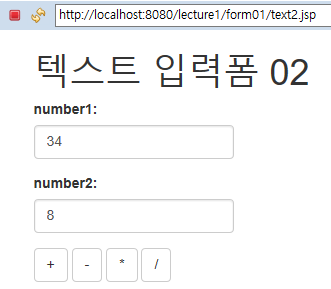 http://localhost:8080/lecture1/form01/text2.jsp
텍스트 입력폼 02
number1:
34
number2:
8
+ - * /